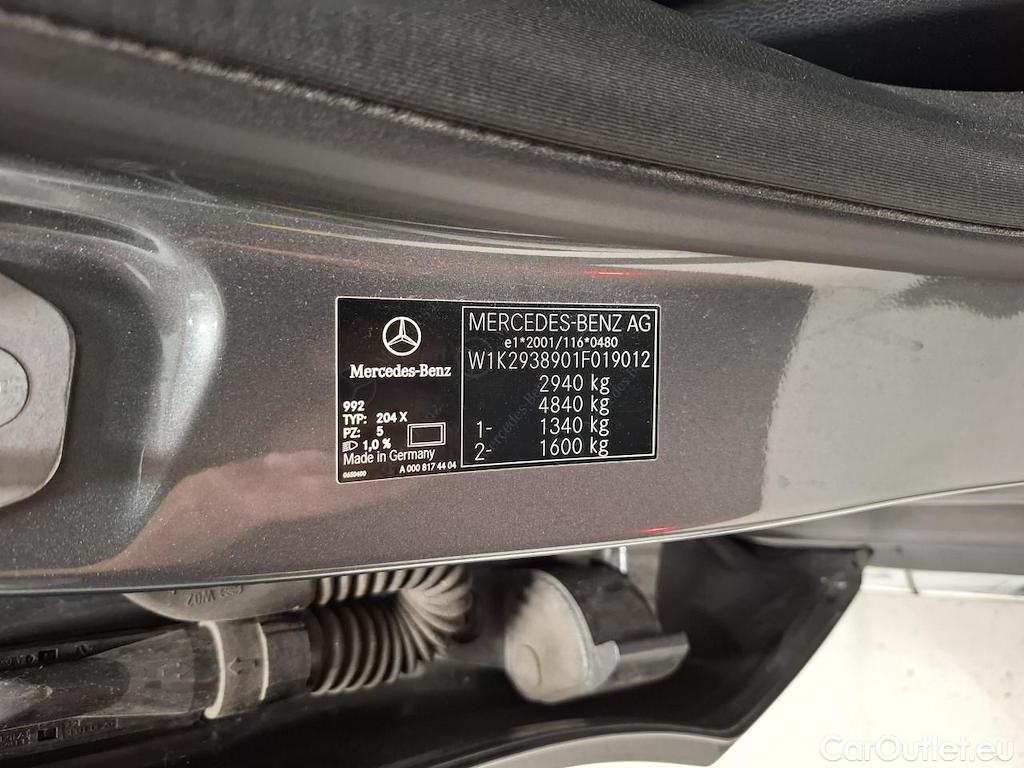 Mercedes-Benz
992
TYP: 204 X
PZ: 5
1,0 %
Made in Germany
0650400
A 000 817 44 04
MERCEDES-BENZ AG
e1*2001/116*0480
W1K2938901F019012
2940 kg
4840 kg
1- 1340 kg
2- 1600 kg
CarOutlet.eu